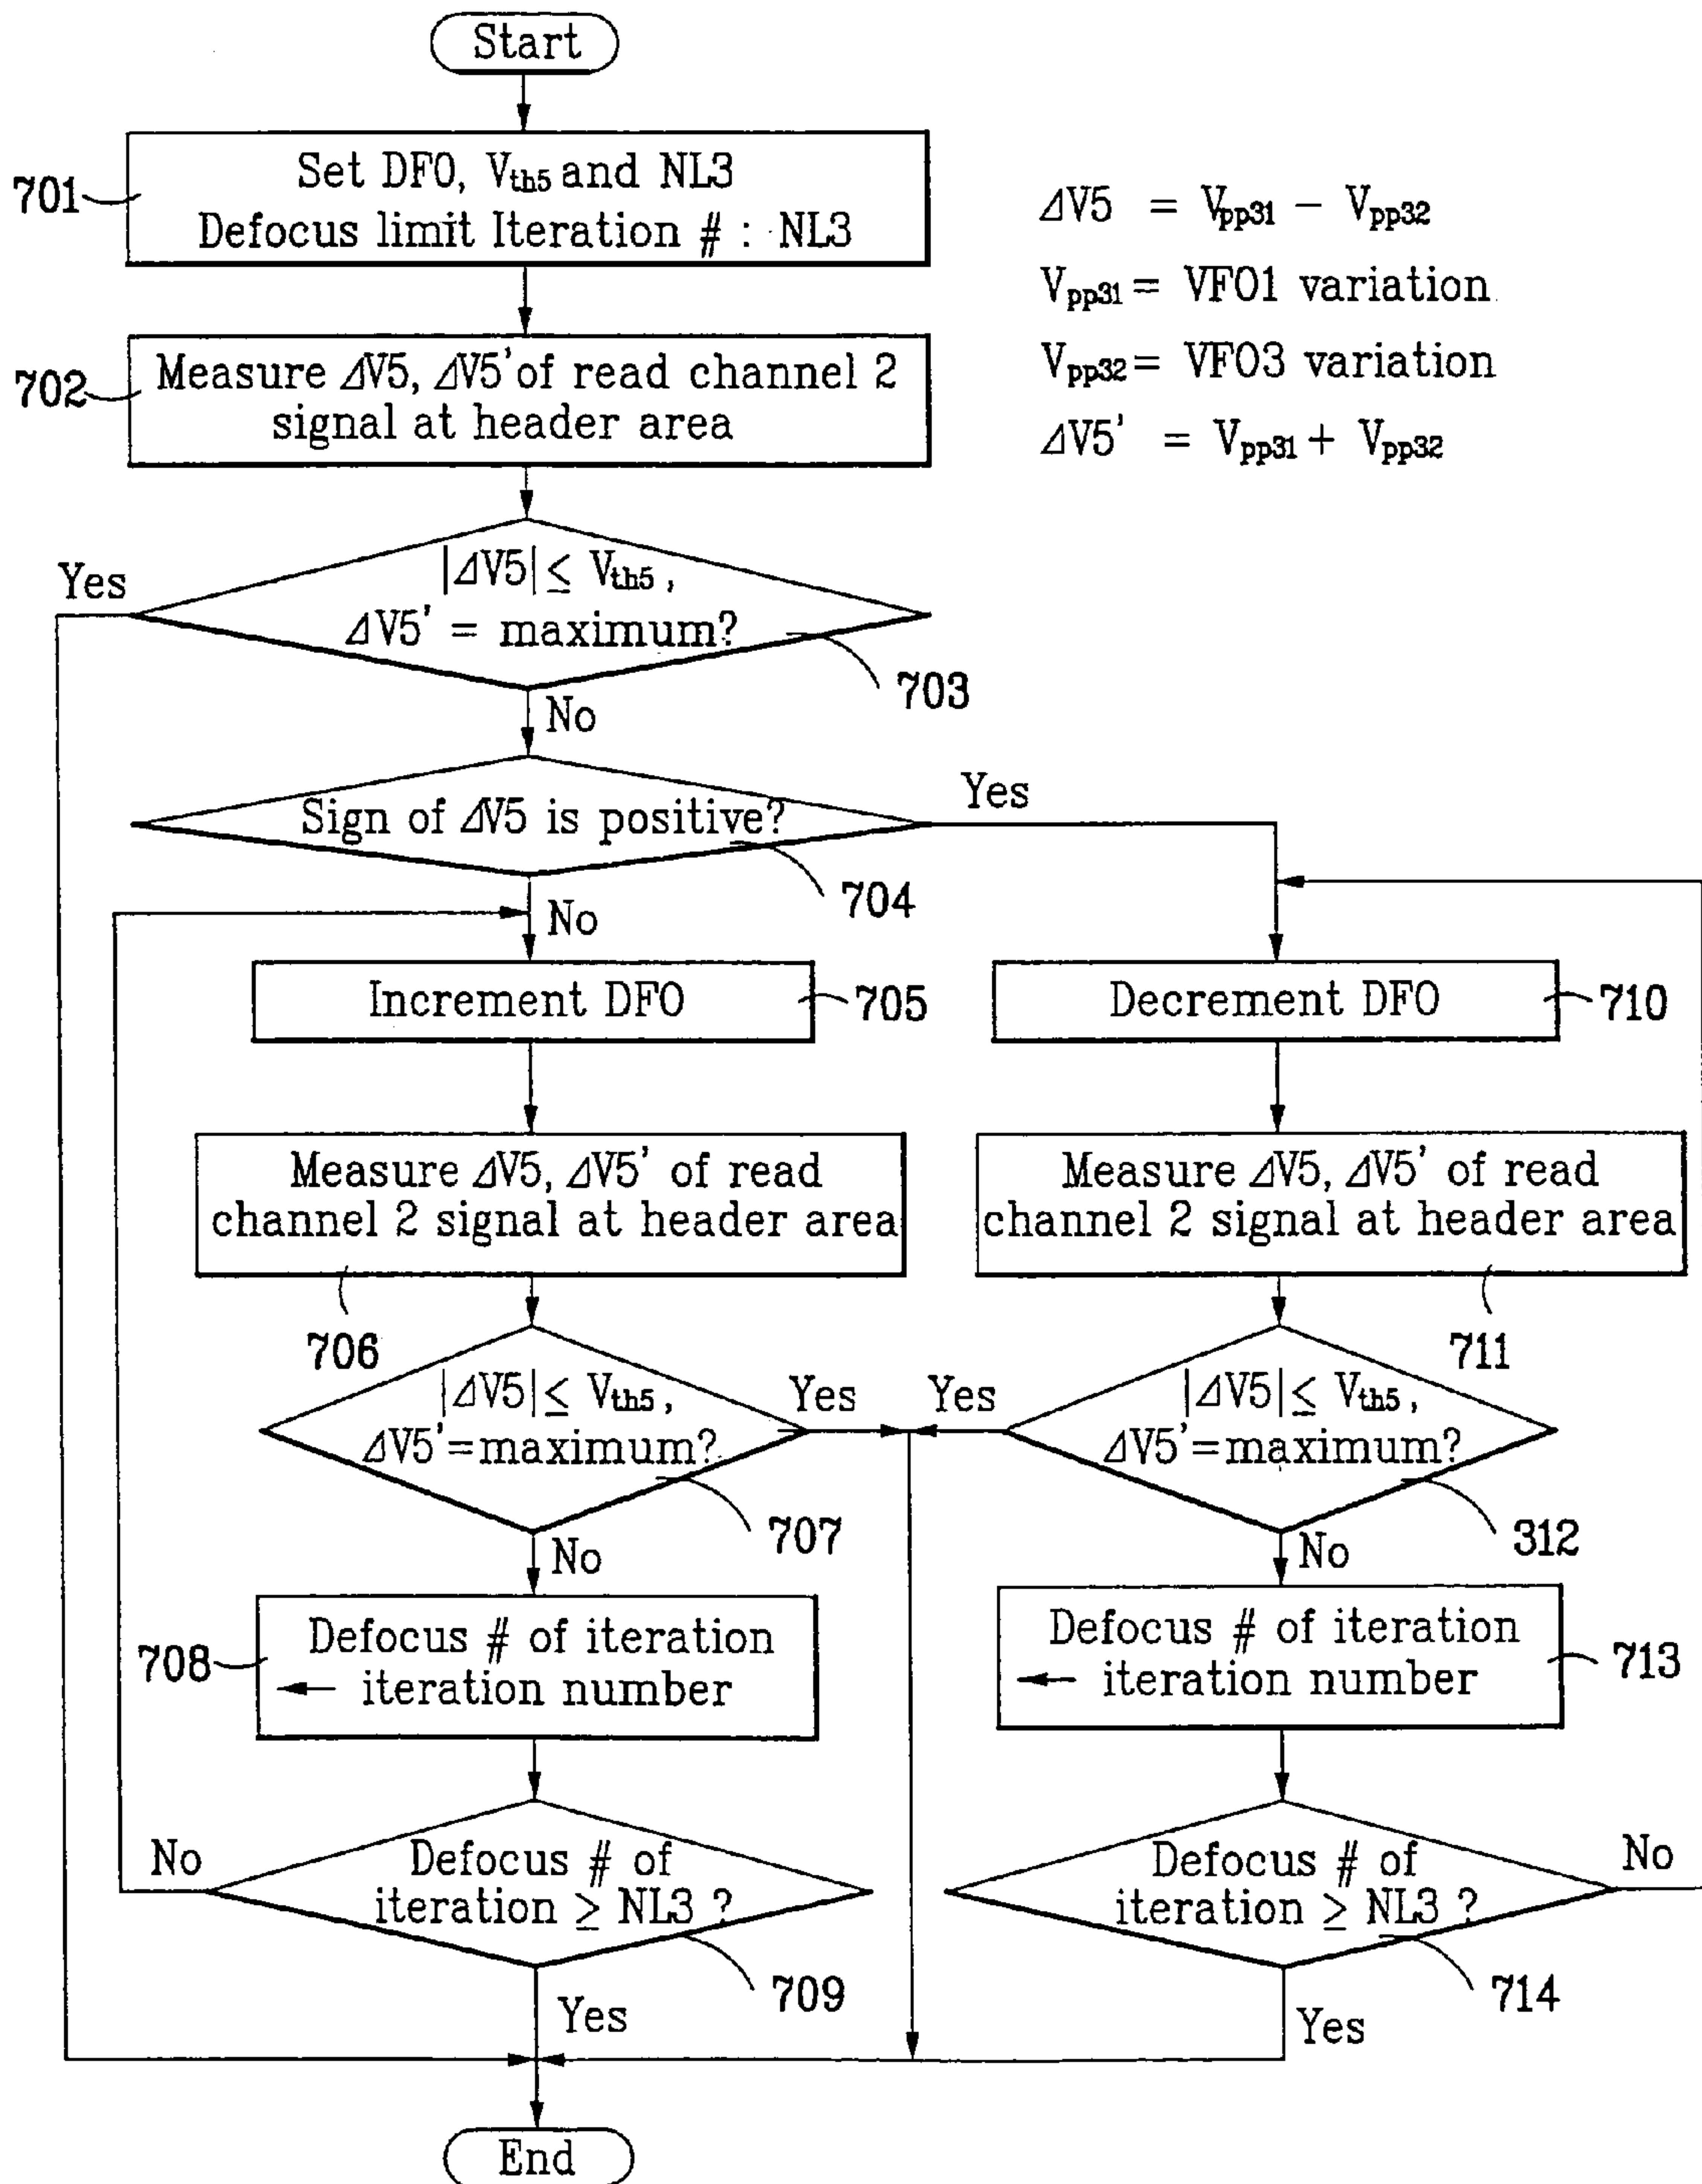 Start
701
Set DFO, Vth5 and NL3
Defocus limit Iteration # : NL3
ΔV5 = Vpp31 − Vpp32
Vpp31 = VFO1 variation
Vpp32 = VFO3 variation
ΔV5' = Vpp31 + Vpp32
702
Measure ΔV5, ΔV5' of read channel 2
signal at header area
Yes
|ΔV5| ≤ Vth5 ,
ΔV5' = maximum?
703
No
Sign of ΔV5 is positive?
Yes
704
No
Increment DFO
705
Decrement DFO
710
Measure ΔV5, ΔV5' of read
channel 2 signal at header area
706
Measure ΔV5, ΔV5' of read
channel 2 signal at header area
711
|ΔV5| ≤ Vth5 ,
ΔV5'=maximum?
Yes
707
No
Yes
|ΔV5| ≤ Vth5 ,
ΔV5'=maximum?
312
No
708
Defocus # of iteration
← iteration number
Defocus # of iteration
← iteration number
713
No
Defocus # of
iteration ≥ NL3 ?
709
Yes
Defocus # of
iteration ≥ NL3 ?
No
714
Yes
End